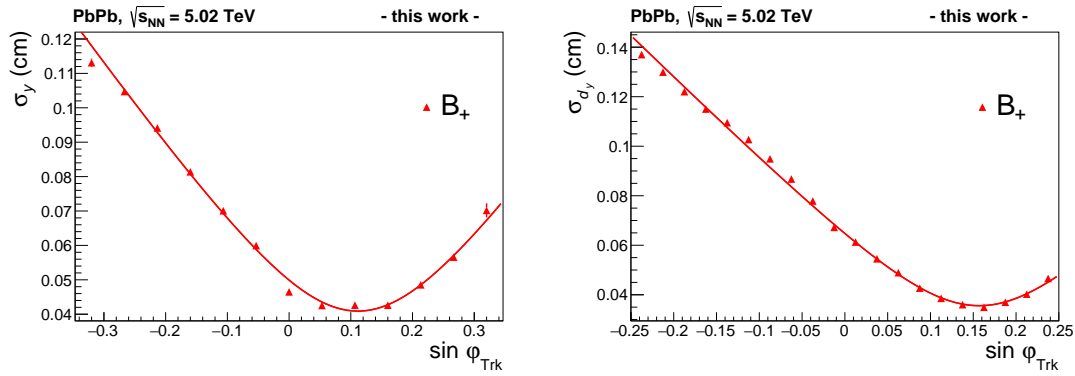 PbPb, √s_NN = 5.02 TeV - this work -
σ_y (cm)
0.12
0.11
0.1
0.09
0.08
0.07
0.06
0.05
0.04
B_+
−0.3 −0.2 −0.1 0 0.1 0.2 0.3
sin φ_Trk
PbPb, √s_NN = 5.02 TeV - this work -
σ_d_y (cm)
0.14
0.12
0.1
0.08
0.06
0.04
B_+
−0.25 −0.2 −0.15 −0.1 −0.05 0 0.05 0.1 0.15 0.2 0.25
sin φ_Trk